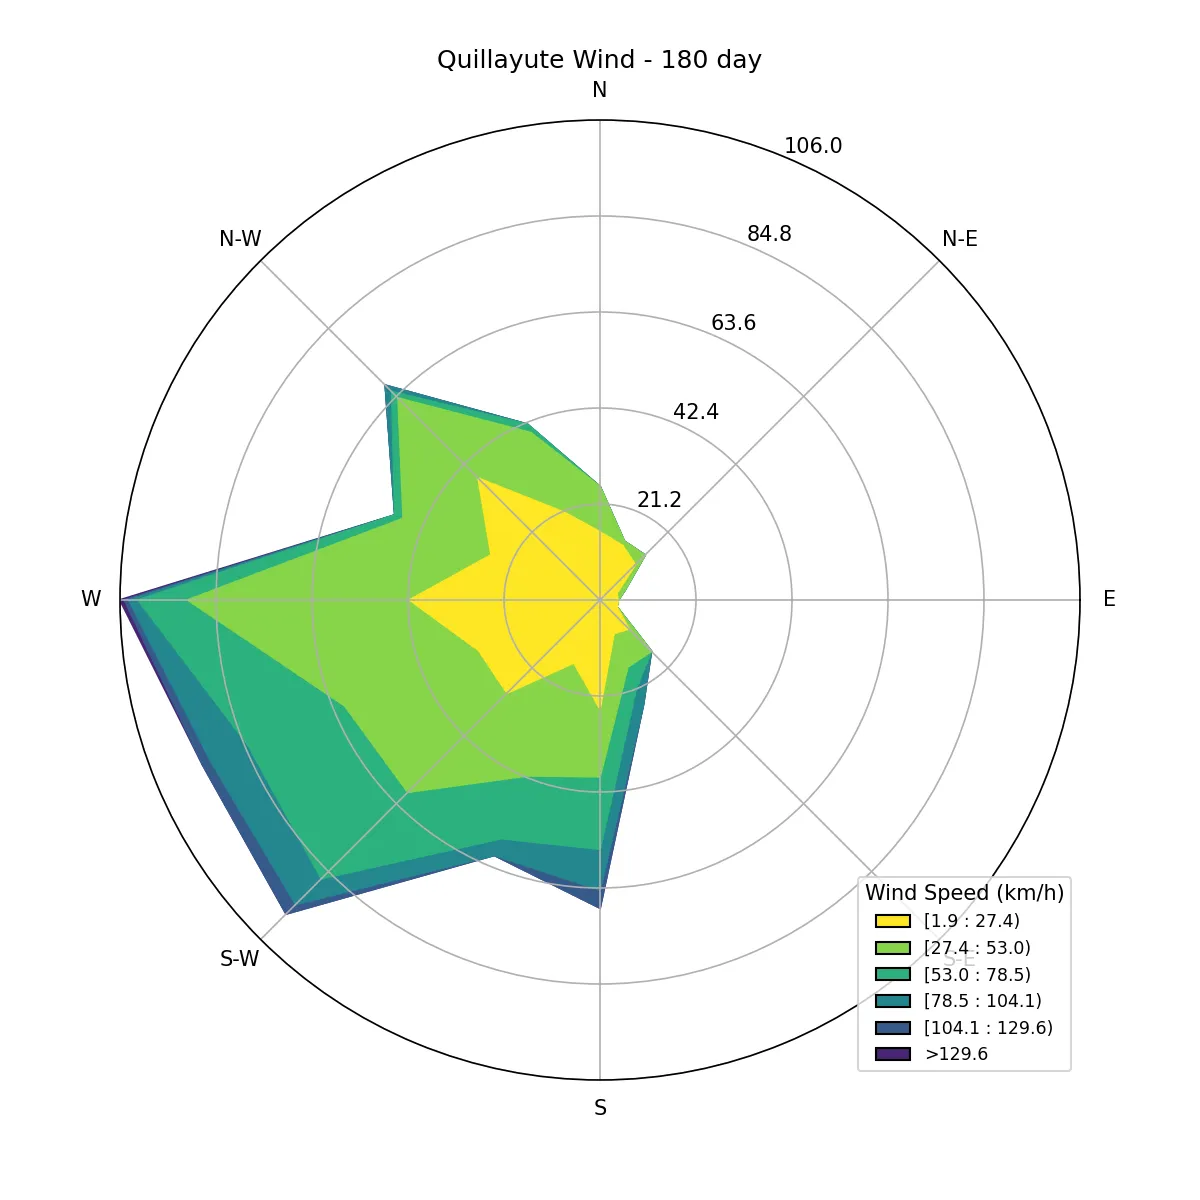 Quillayute Wind - 180 day
N
106.0
N-W
N-E
84.8
63.6
42.4
21.2
W
E
S-W
S-E
S
Wind Speed (km/h)
[1.9 : 27.4)
[27.4 : 53.0)
[53.0 : 78.5)
[78.5 : 104.1)
[104.1 : 129.6)
>129.6